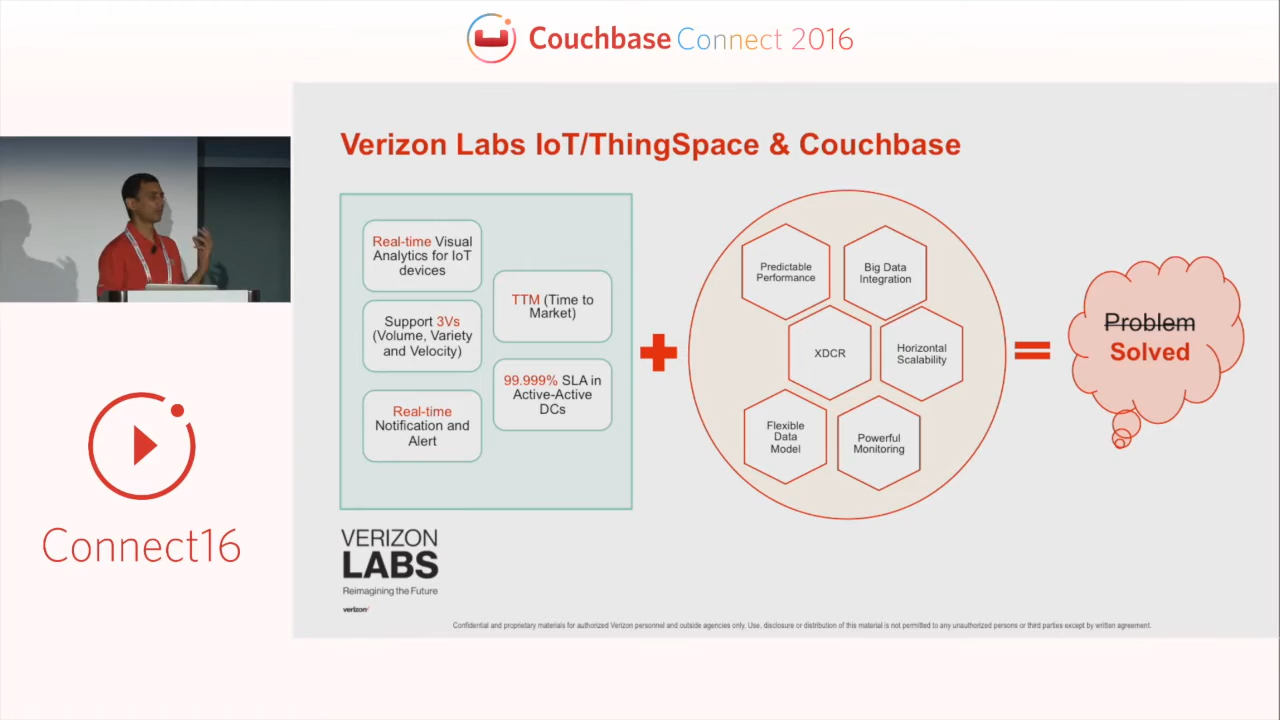 Couchbase Connect 2016
Verizon Labs IoT/ThingSpace & Couchbase
Real-time Visual
Analytics for IoT
devices
Support 3Vs
(Volume, Variety
and Velocity)
Real-time
Notification and
Alert
TTM (Time to
Market)
99.999% SLA in
Active-Active
DCs
Predictable
Performance
Big Data
Integration
XDCR
Horizontal
Scalability
Flexible
Data
Model
Powerful
Monitoring
Problem
Solved
Connect16
VERIZON
LABS
Reimagining the Future
verizon
Confidential and proprietary materials for authorized Verizon personnel and outside agencies only. Use, disclosure or distribution of this material is not permitted to any unauthorized persons or third parties except by written agreement.